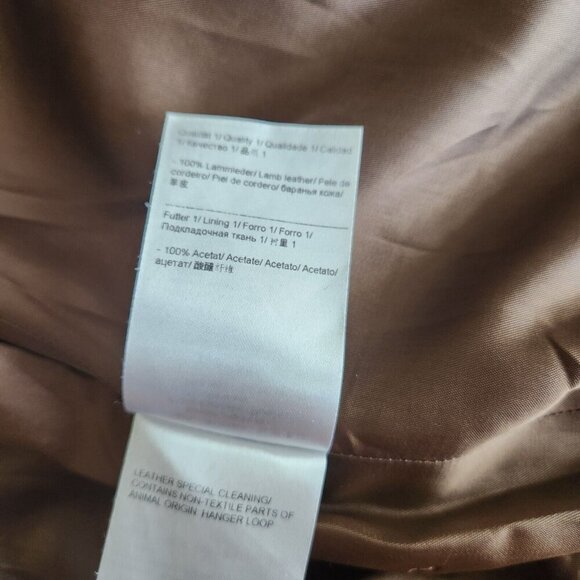 Qualität 1/ Quality 1/ Qualidade 1/ Calidad
1/ Качество 1/ 品质 1
- 100% Lammleder/ Lamb leather/ Pele de
cordeiro/ Piel de cordero/ баранья кожа/
羊皮
Futter 1/ Lining 1/ Forro 1/ Forro 1/
Подкладочная ткань 1/ 衬里 1
- 100% Acetat/ Acetate/ Acetato/ Acetato/
ацетат/ 酸醋纤维
LEATHER SPECIAL CLEANING/
CONTAINS NON-TEXTILE PARTS OF
ANIMAL ORIGIN. HANGER LOOP